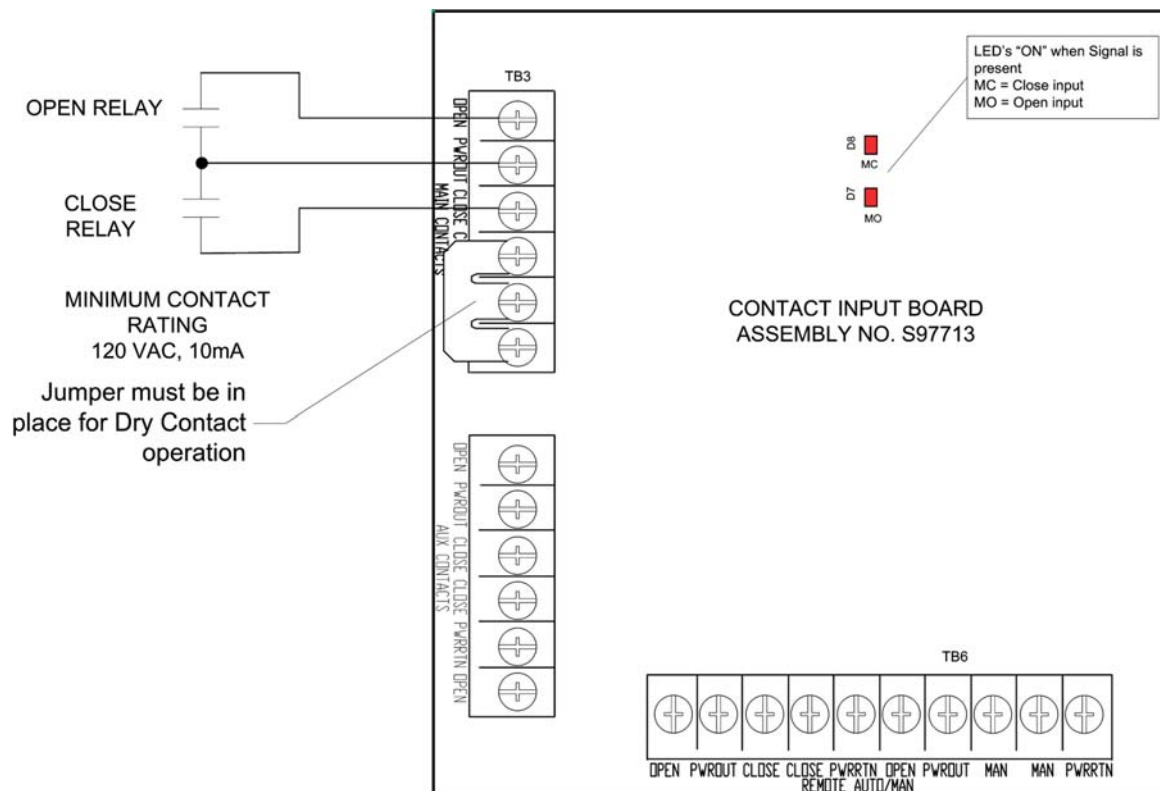 LED's "ON" when Signal is
present
MC = Close input
MO = Open input
TB3
OPEN RELAY
CLOSE
RELAY
MINIMUM CONTACT
RATING
120 VAC, 10mA
Jumper must be in
place for Dry Contact
operation
OPEN PWROUT CLOSE C
MAIN CONTACTS
D8
MC
D7
MO
CONTACT INPUT BOARD
ASSEMBLY NO. S97713
OPEN PWROUT CLOSE CLOSE PWRRTN OPEN
AUX CONTACTS
TB6
OPEN PWROUT CLOSE CLOSE PWRRTN OPEN PWROUT MAN MAN PWRRTN
REMOTE AUTO/MAN